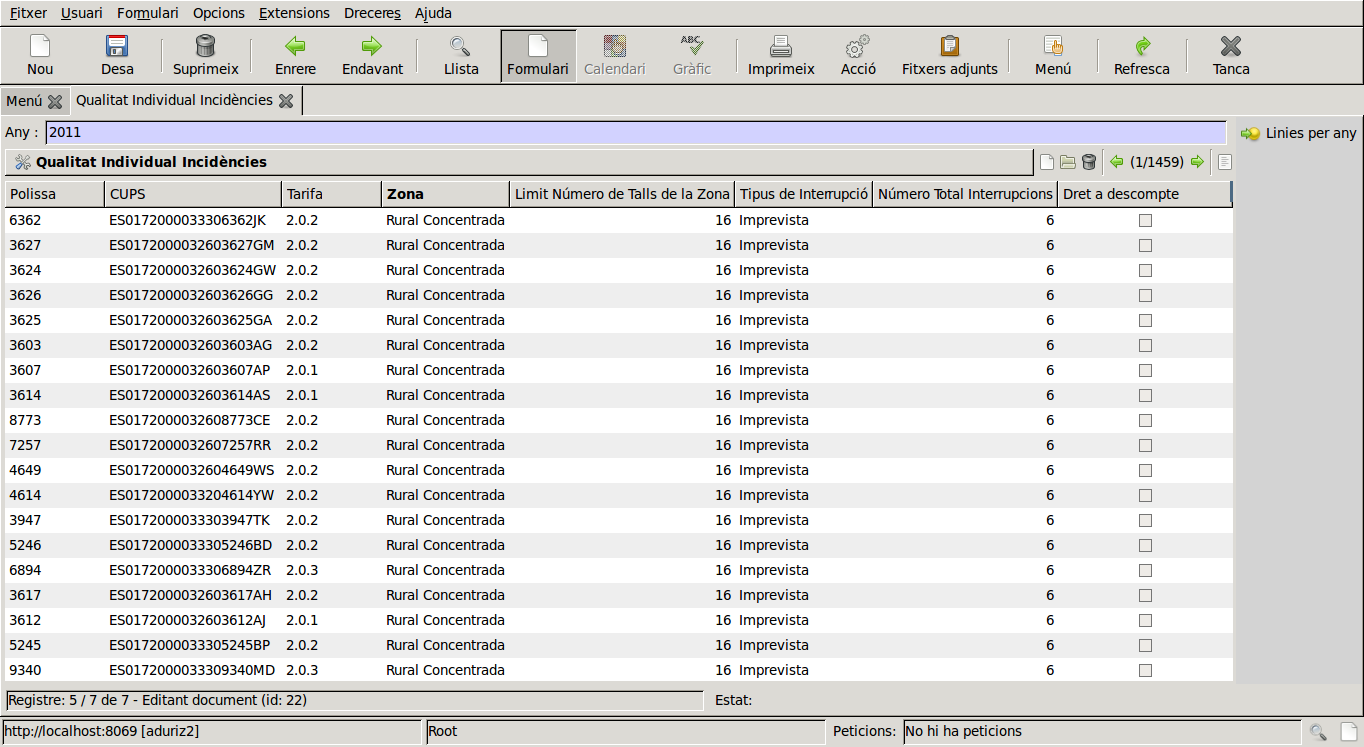 Fitxer Usuari Formulari Opcions Extensions Dreceres Ajuda
Nou Desa Suprimeix Enrere Endavant Llista Formulari Calendari ABC Gràfic Imprimeix Acció Fitxers adjunts Menú Refresca Tanca
Menú Qualitat Individual Incidències
Any : 2011 Linies per any
Qualitat Individual Incidències (1/1459)
Polissa CUPS Tarifa Zona Limit Número de Talls de la Zona Tipus de Interrupció Número Total Interrupcions Dret a descompte
6362 ES0172000033306362JK 2.0.2 Rural Concentrada 16 Imprevista 6
3627 ES0172000032603627GM 2.0.2 Rural Concentrada 16 Imprevista 6
3624 ES0172000032603624GW 2.0.2 Rural Concentrada 16 Imprevista 6
3626 ES0172000032603626GG 2.0.2 Rural Concentrada 16 Imprevista 6
3625 ES0172000032603625GA 2.0.2 Rural Concentrada 16 Imprevista 6
3603 ES0172000032603603AG 2.0.2 Rural Concentrada 16 Imprevista 6
3607 ES0172000032603607AP 2.0.1 Rural Concentrada 16 Imprevista 6
3614 ES0172000032603614AS 2.0.1 Rural Concentrada 16 Imprevista 6
8773 ES0172000032608773CE 2.0.2 Rural Concentrada 16 Imprevista 6
7257 ES0172000032607257RR 2.0.2 Rural Concentrada 16 Imprevista 6
4649 ES0172000032604649WS 2.0.2 Rural Concentrada 16 Imprevista 6
4614 ES0172000033204614YW 2.0.2 Rural Concentrada 16 Imprevista 6
3947 ES0172000033303947TK 2.0.2 Rural Concentrada 16 Imprevista 6
5246 ES0172000033305246BD 2.0.2 Rural Concentrada 16 Imprevista 6
6894 ES0172000033306894ZR 2.0.3 Rural Concentrada 16 Imprevista 6
3617 ES0172000032603617AH 2.0.2 Rural Concentrada 16 Imprevista 6
3612 ES0172000032603612AJ 2.0.1 Rural Concentrada 16 Imprevista 6
5245 ES0172000033305245BP 2.0.2 Rural Concentrada 16 Imprevista 6
9340 ES0172000033309340MD 2.0.3 Rural Concentrada 16 Imprevista 6
Registre: 5 / 7 de 7 - Editant document (id: 22) Estat:
http://localhost:8069 [aduriz2] Root Peticions: No hi ha peticions